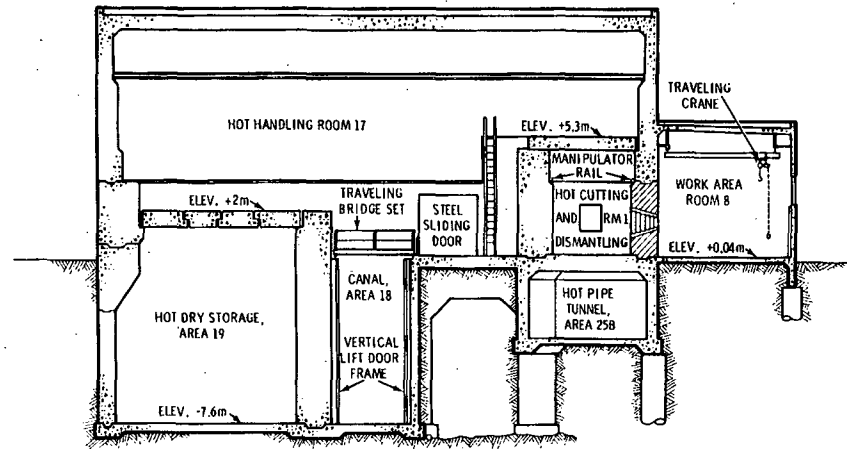 HOT HANDLING ROOM 17
ELEV. +5.3m
TRAVELING
CRANE
MANIPULATOR
RAIL
ELEV. +2m
TRAVELING
BRIDGE SET
STEEL
SLIDING
DOOR
HOT CUTTING
AND RM 1
DISMANTLING
WORK AREA
ROOM 8
ELEV. +0.04m
CANAL,
AREA 18
HOT DRY STORAGE,
AREA 19
HOT PIPE
TUNNEL,
AREA 25B
VERTICAL
LIFT DOOR
FRAME
ELEV. -7.6m